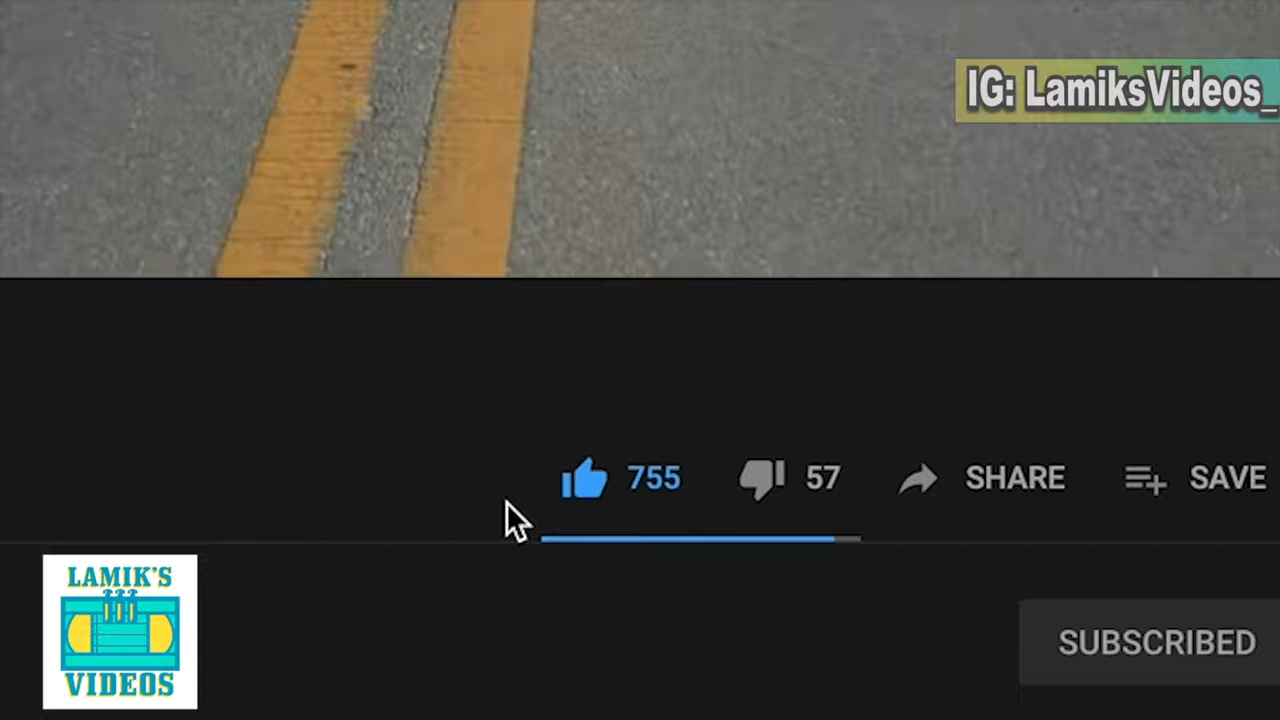 IG: LamiksVideos_
755 57 SHARE SAVE
LAMIK'S
VIDEOS
SUBSCRIBED